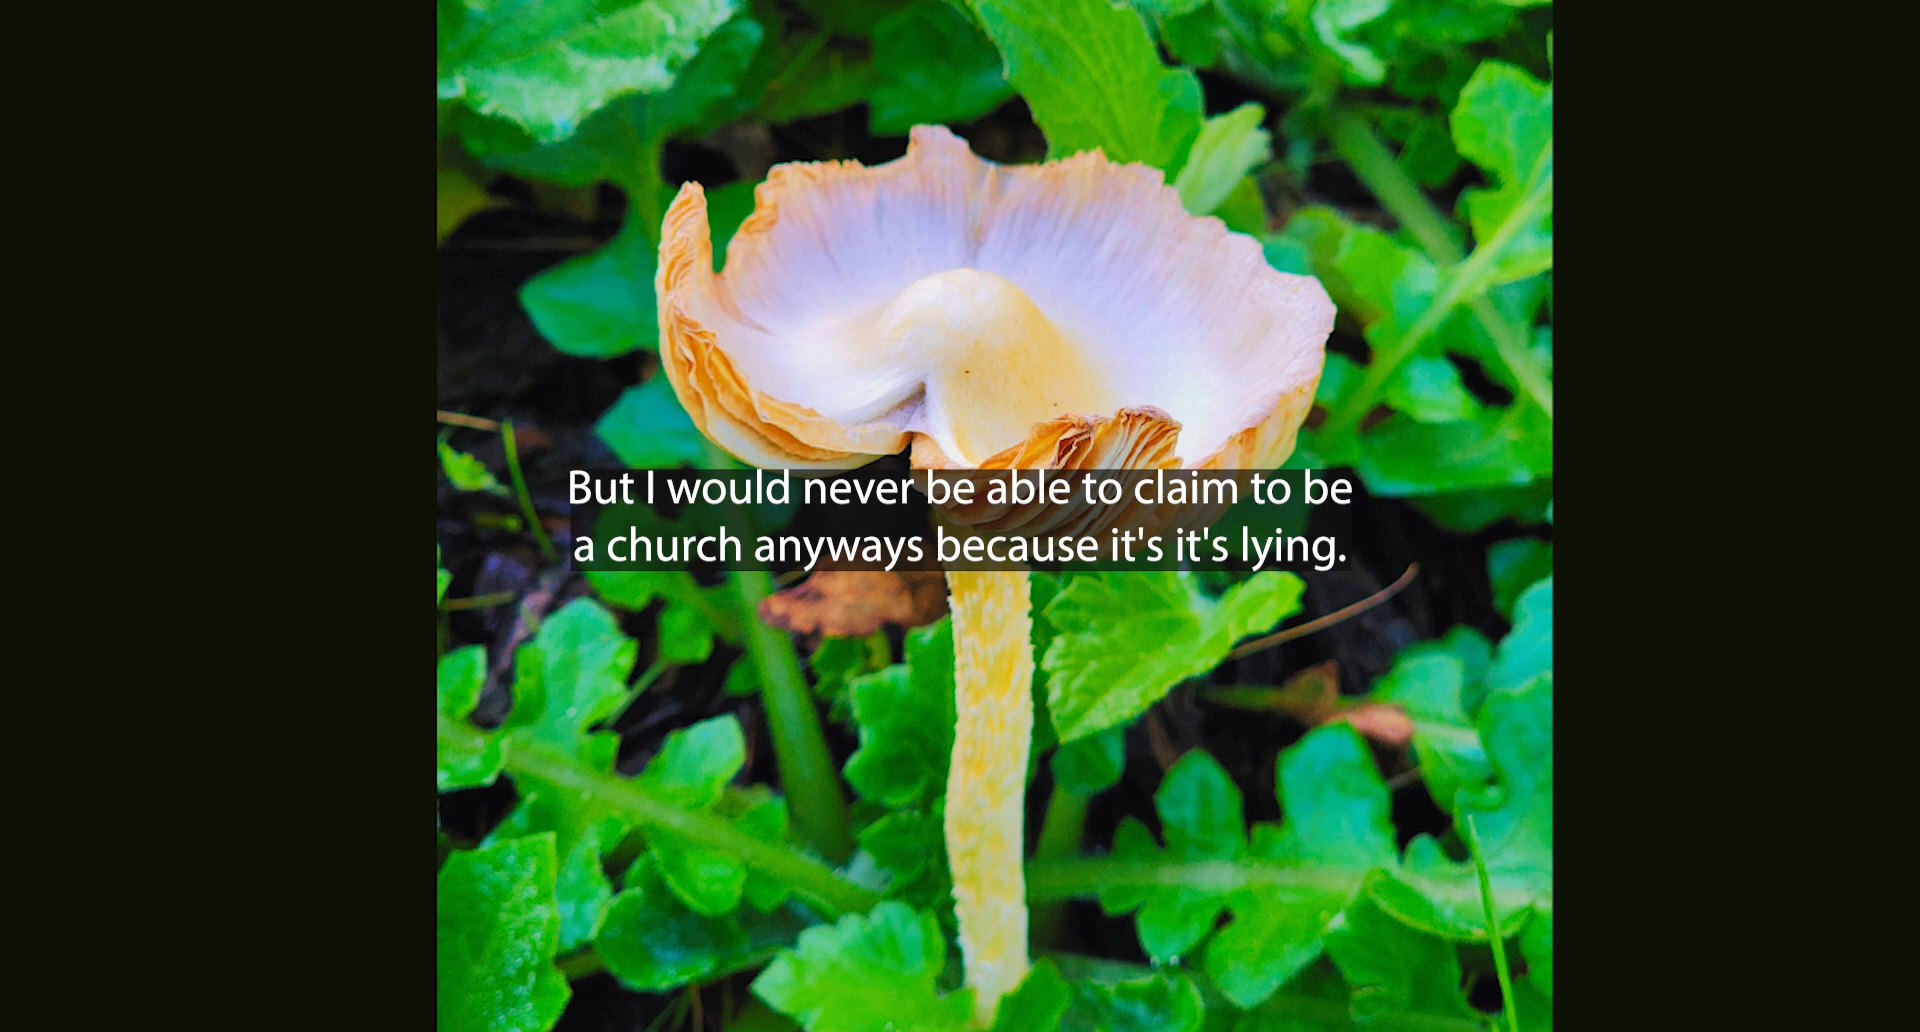 But I would never be able to claim to be
a church anyways because it's it's lying.